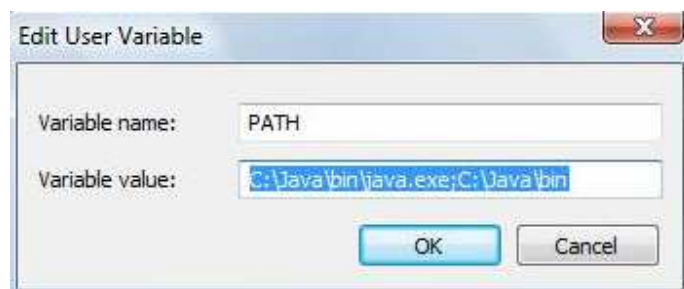 Edit User Variable
Variable name: PATH
Variable value: C:\Java\bin\java.exe;C:\Java\bin
OK Cancel